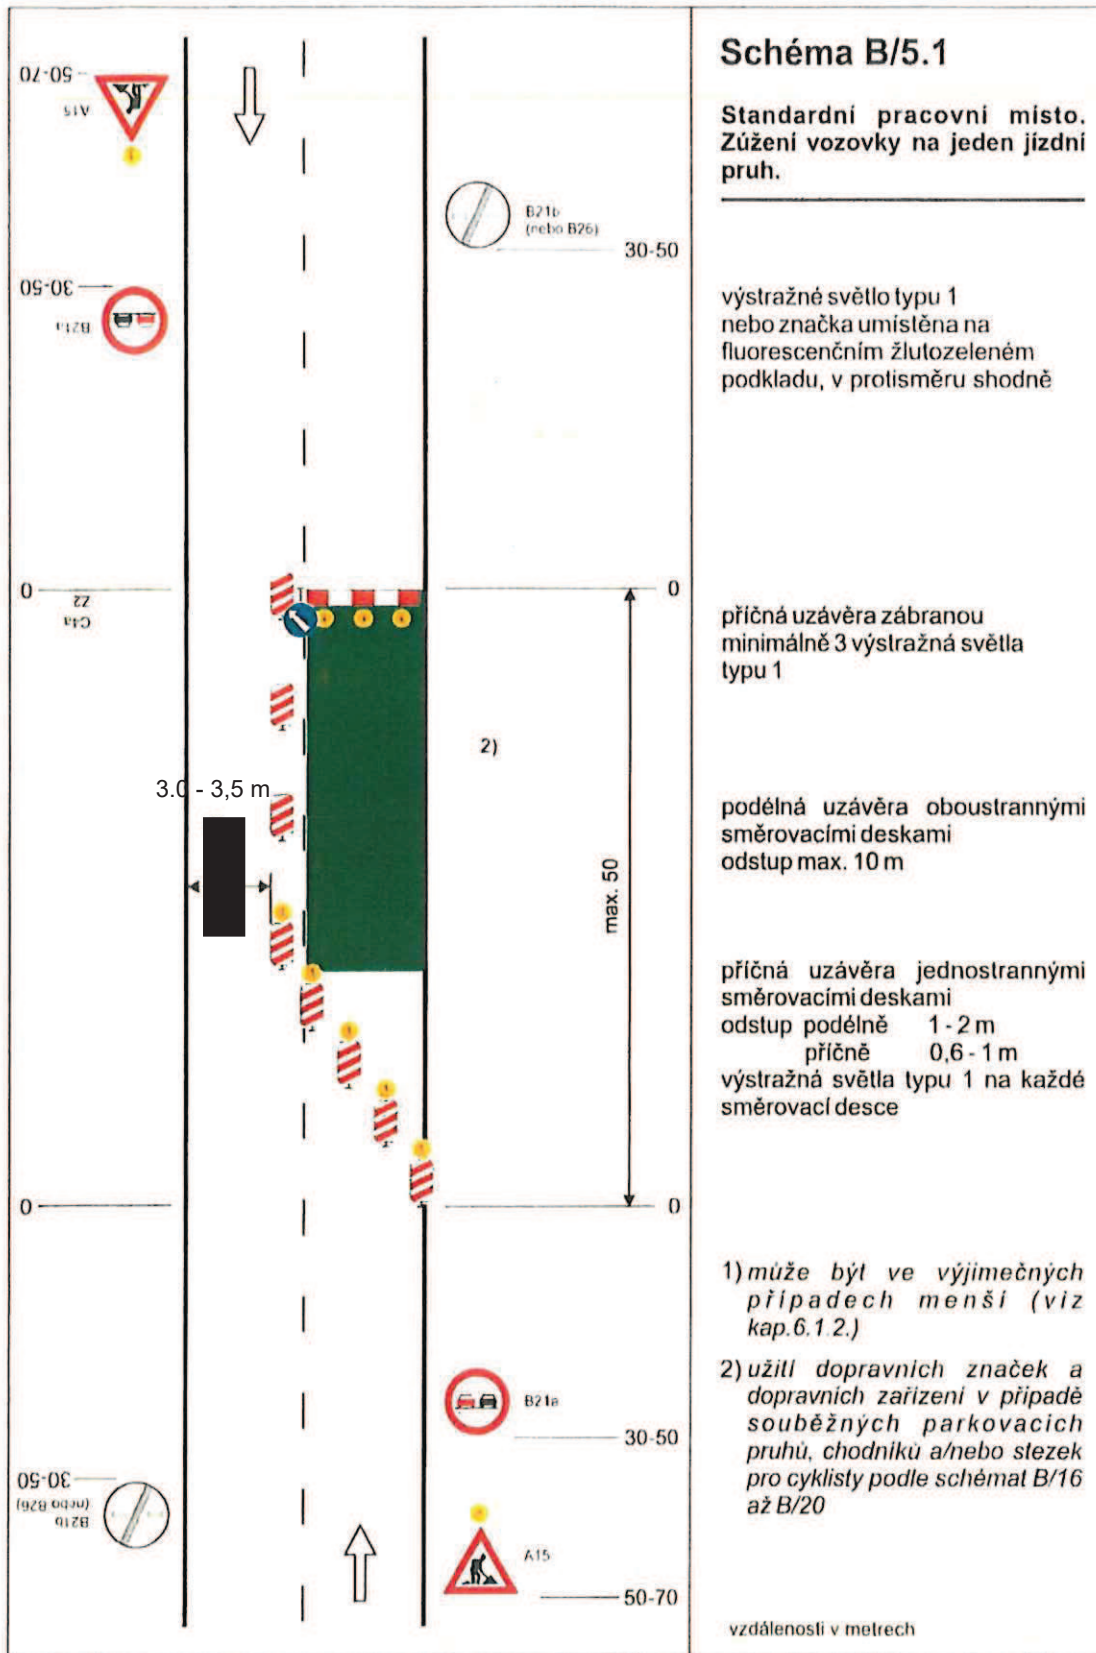 Schéma B/5.1
Standardní pracovní místo.
Zúžení vozovky na jeden jízdní
pruh.
50-70
A15
B21b
(nebo B26)
30-50
30-50
B21a
výstražné světlo typu 1
nebo značka umístěna na
fluorescenčním žlutozeleném
podkladu, v protisměru shodně
0
Z2
C4a
0
příčná uzávěra zábranou
minimálně 3 výstražná světla
typu 1
2)
3.0 - 3,5 m
max. 50
podélná uzávěra oboustrannými
směrovacími deskami
odstup max. 10 m
příčná uzávěra jednostrannými
směrovacími deskami
odstup podélně 1 - 2 m
příčně 0,6 - 1 m
výstražná světla typu 1 na každé
směrovací desce
0
0
1) může být ve výjimečných
případech menší (viz
kap.6.1.2.)
B21a
30-50
2) užití dopravních značek a
dopravních zařízení v případě
souběžných parkovacích
pruhů, chodníků a/nebo stezek
pro cyklisty podle schémat B/16
až B/20
30-50
B21b
(nebo B26)
A15
50-70
vzdálenosti v metrech